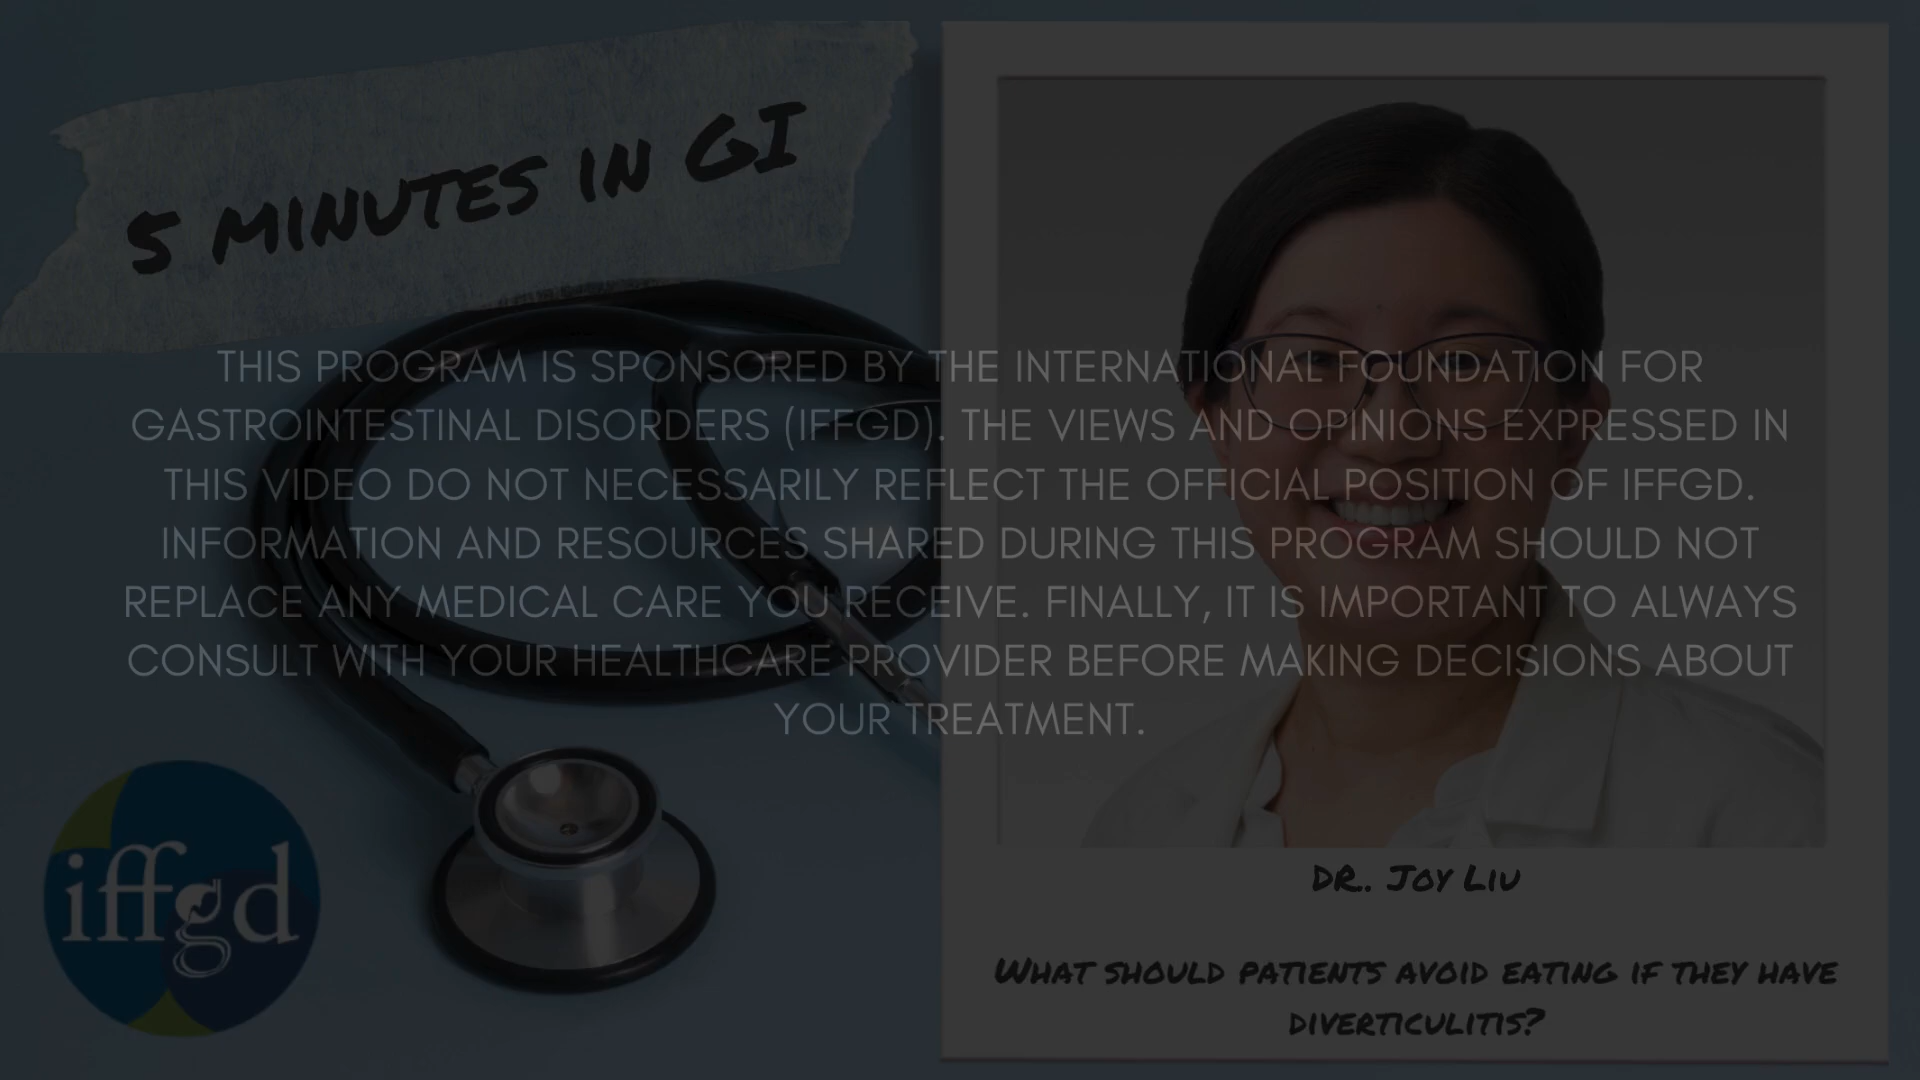 5 MINUTES IN GI
THIS PROGRAM IS SPONSORED BY THE INTERNATIONAL FOUNDATION FOR
GASTROINTESTINAL DISORDERS (IFFGD). THE VIEWS AND OPINIONS EXPRESSED IN
THIS VIDEO DO NOT NECESSARILY REFLECT THE OFFICIAL POSITION OF IFFGD.
INFORMATION AND RESOURCES SHARED DURING THIS PROGRAM SHOULD NOT
REPLACE ANY MEDICAL CARE YOU RECEIVE. FINALLY, IT IS IMPORTANT TO ALWAYS
CONSULT WITH YOUR HEALTHCARE PROVIDER BEFORE MAKING DECISIONS ABOUT
YOUR TREATMENT.
iffgd
DR. JOY LIU
WHAT SHOULD PATIENTS AVOID EATING IF THEY HAVE
DIVERTICULITIS?